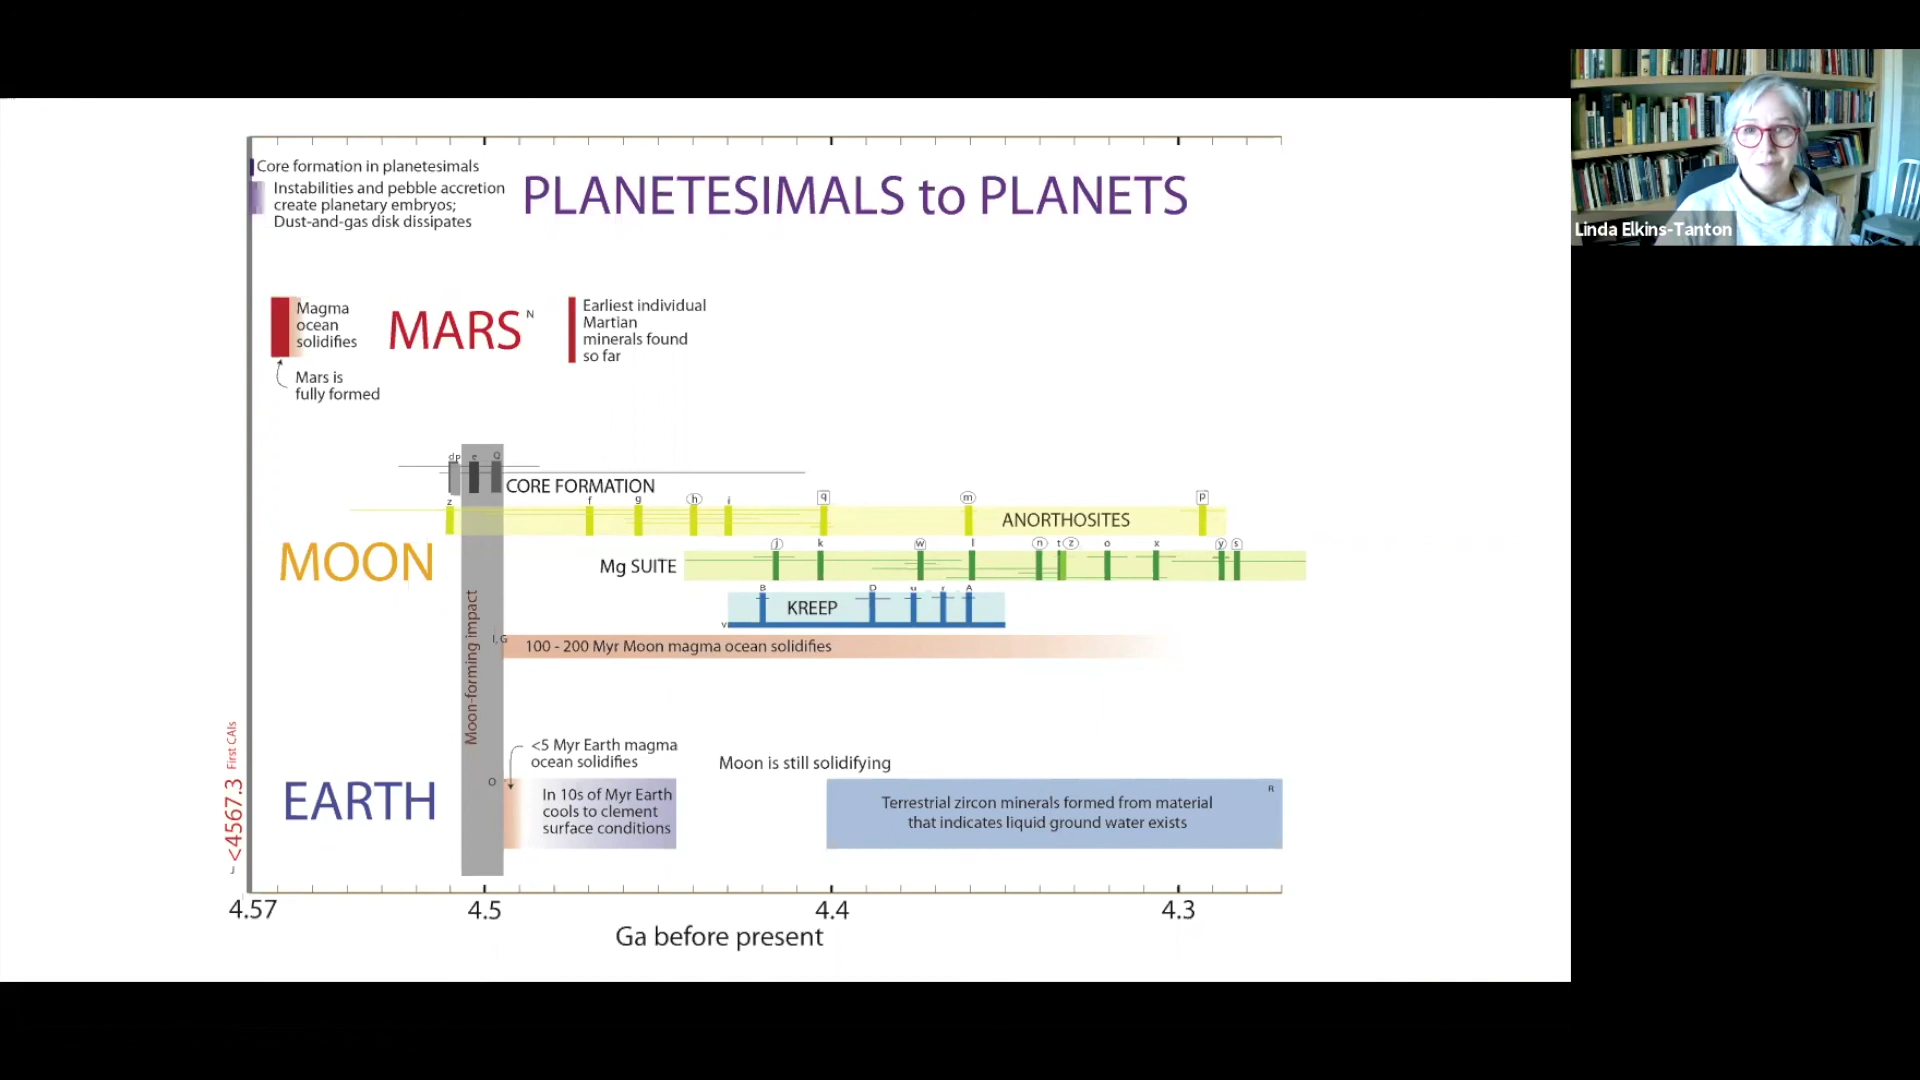 Core formation in planetesimals
Instabilities and pebble accretion
create planetary embryos;
Dust-and-gas disk dissipates
PLANETESIMALS to PLANETS
Linda Elkins-Tanton
Magma
ocean
solidifies
MARS N
Earliest individual
Martian
minerals found
so far
Mars is
fully formed
d p e Q
CORE FORMATION
z f g h i q m p
ANORTHOSITES
MOON
j k w l n t z o x y s
Mg SUITE
B D u r A
KREEP
v
I, G
100 - 200 Myr Moon magma ocean solidifies
Moon-forming impact
<4567.3 First CAIs
<5 Myr Earth magma
ocean solidifies
Moon is still solidifying
O
EARTH
In 10s of Myr Earth
cools to clement
surface conditions
R
Terrestrial zircon minerals formed from material
that indicates liquid ground water exists
4.57 4.5 4.4 4.3
Ga before present